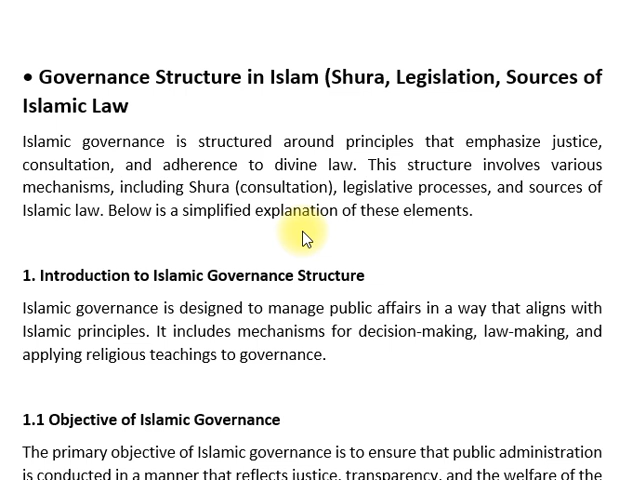 • Governance Structure in Islam (Shura, Legislation, Sources of
Islamic Law
Islamic governance is structured around principles that emphasize justice,
consultation, and adherence to divine law. This structure involves various
mechanisms, including Shura (consultation), legislative processes, and sources of
Islamic law. Below is a simplified explanation of these elements.
1. Introduction to Islamic Governance Structure
Islamic governance is designed to manage public affairs in a way that aligns with
Islamic principles. It includes mechanisms for decision-making, law-making, and
applying religious teachings to governance.
1.1 Objective of Islamic Governance
The primary objective of Islamic governance is to ensure that public administration
is conducted in a manner that reflects justice, transparency, and the welfare of the